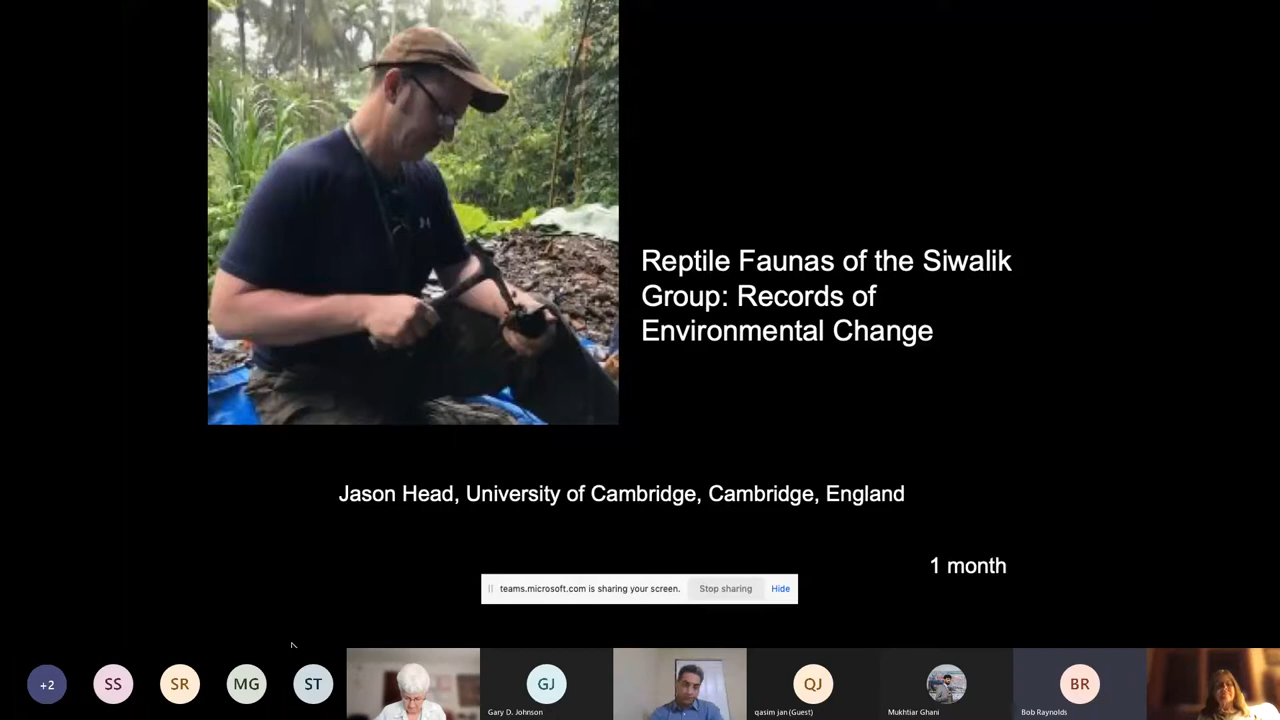 Reptile Faunas of the Siwalik
Group: Records of
Environmental Change
Jason Head, University of Cambridge, Cambridge, England
1 month
teams.microsoft.com is sharing your screen.
Stop sharing
Hide
+2
SS
SR
MG
ST
GJ
Gary D. Johnson
QJ
qasim jan (Guest)
Mukhtiar Ghani
BR
Bob Raynolds